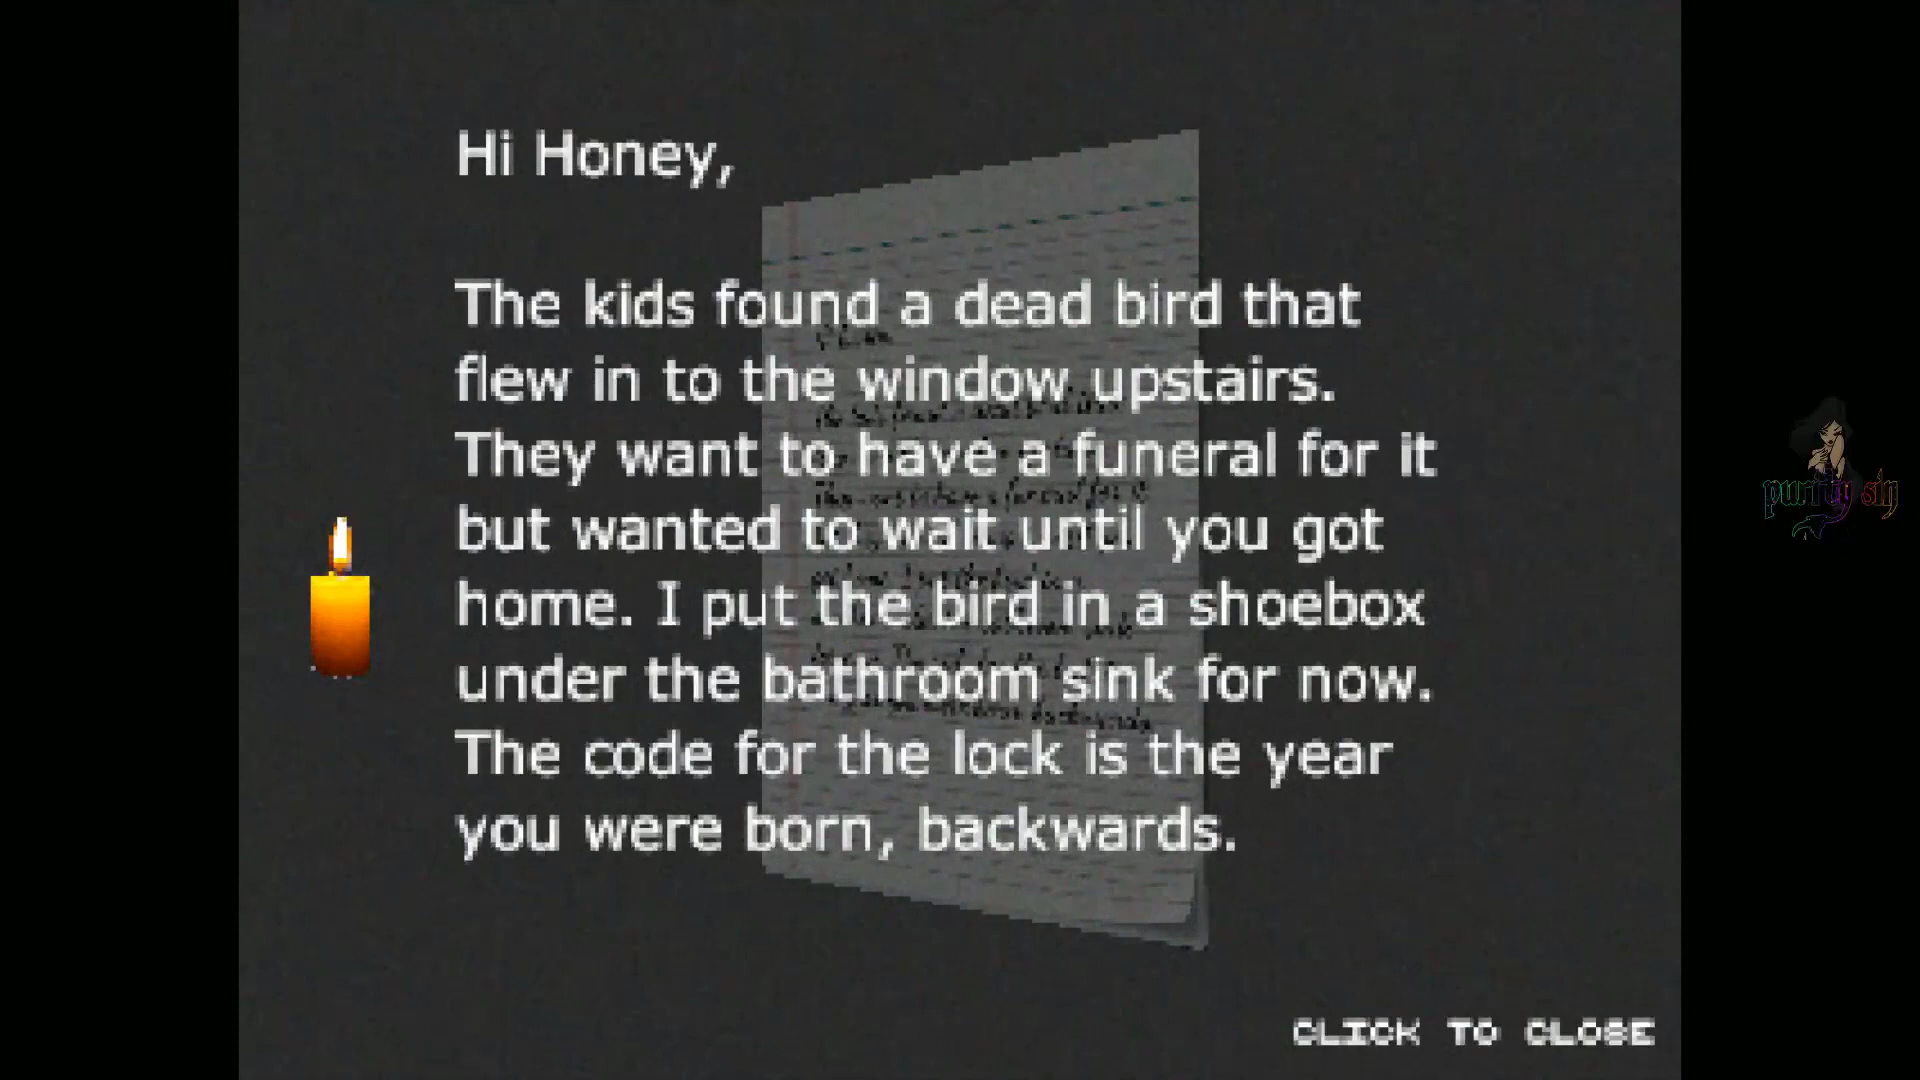 Hi Honey,
The kids found a dead bird that
flew in to the window upstairs.
They want to have a funeral for it
but wanted to wait until you got
home. I put the bird in a shoebox
under the bathroom sink for now.
The code for the lock is the year
you were born, backwards.
CLICK TO CLOSE
purity sin